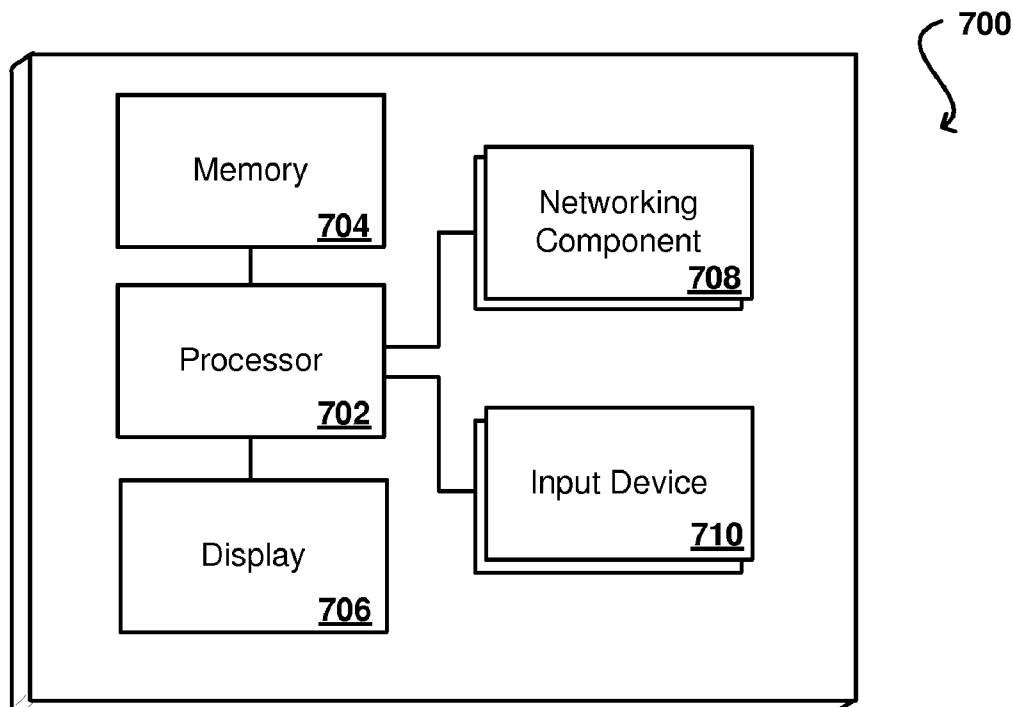 700
Memory
704
Networking
Component
708
Processor
702
Input Device
710
Display
706